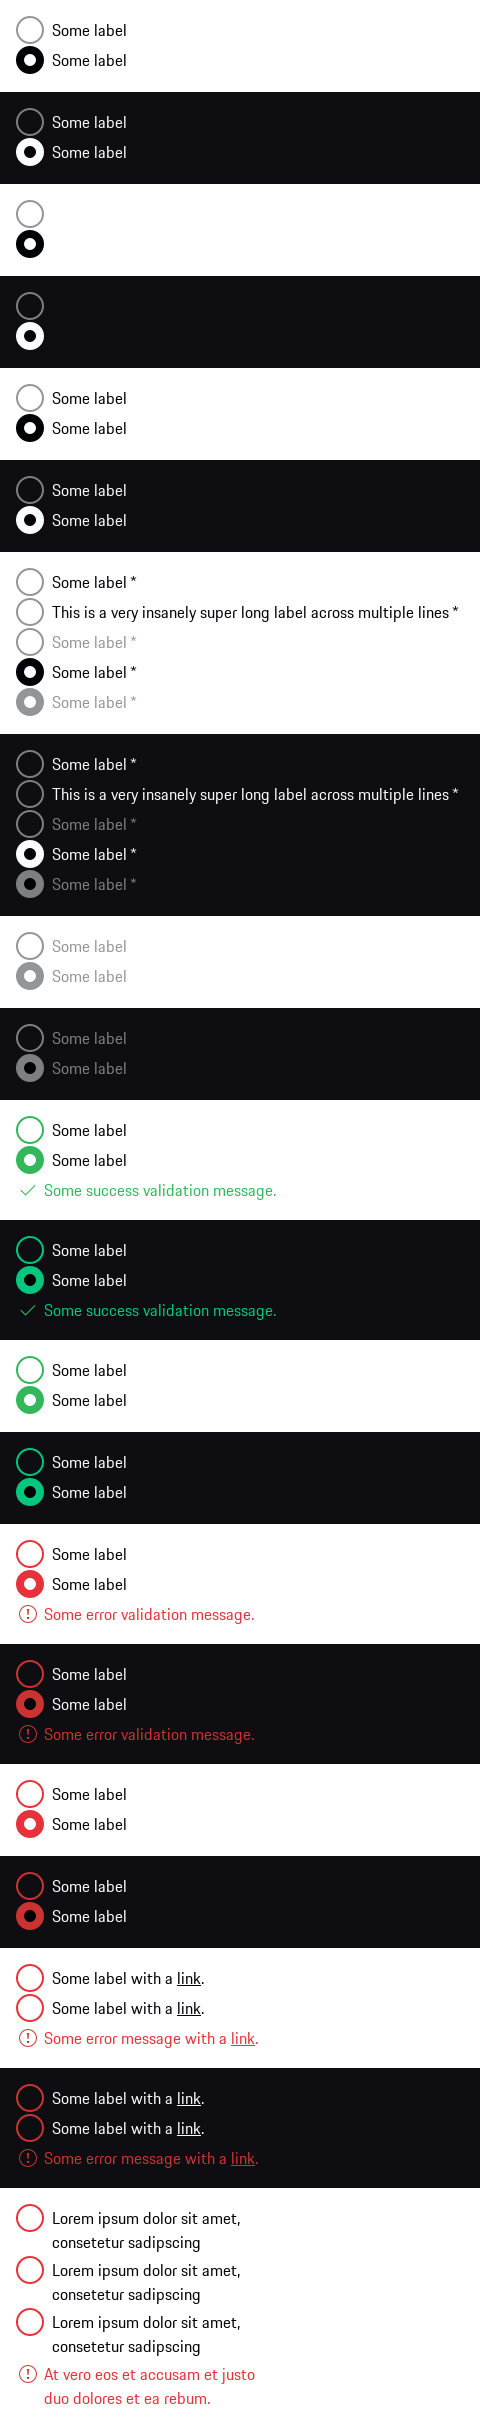 Some label
Some label
Some label
Some label
Some label
Some label
Some label
Some label
Some label *
This is a very insanely super long label across multiple lines *
Some label *
Some label *
Some label *
Some label *
This is a very insanely super long label across multiple lines *
Some label *
Some label *
Some label *
Some label
Some label
Some label
Some label
Some label
Some label
Some success validation message.
Some label
Some label
Some success validation message.
Some label
Some label
Some label
Some label
Some label
Some label
Some error validation message.
Some label
Some label
Some error validation message.
Some label
Some label
Some label
Some label
Some label with a link.
Some label with a link.
Some error message with a link.
Some label with a link.
Some label with a link.
Some error message with a link.
Lorem ipsum dolor sit amet,
consetetur sadipscing
Lorem ipsum dolor sit amet,
consetetur sadipscing
Lorem ipsum dolor sit amet,
consetetur sadipscing
At vero eos et accusam et justo
duo dolores et ea rebum.